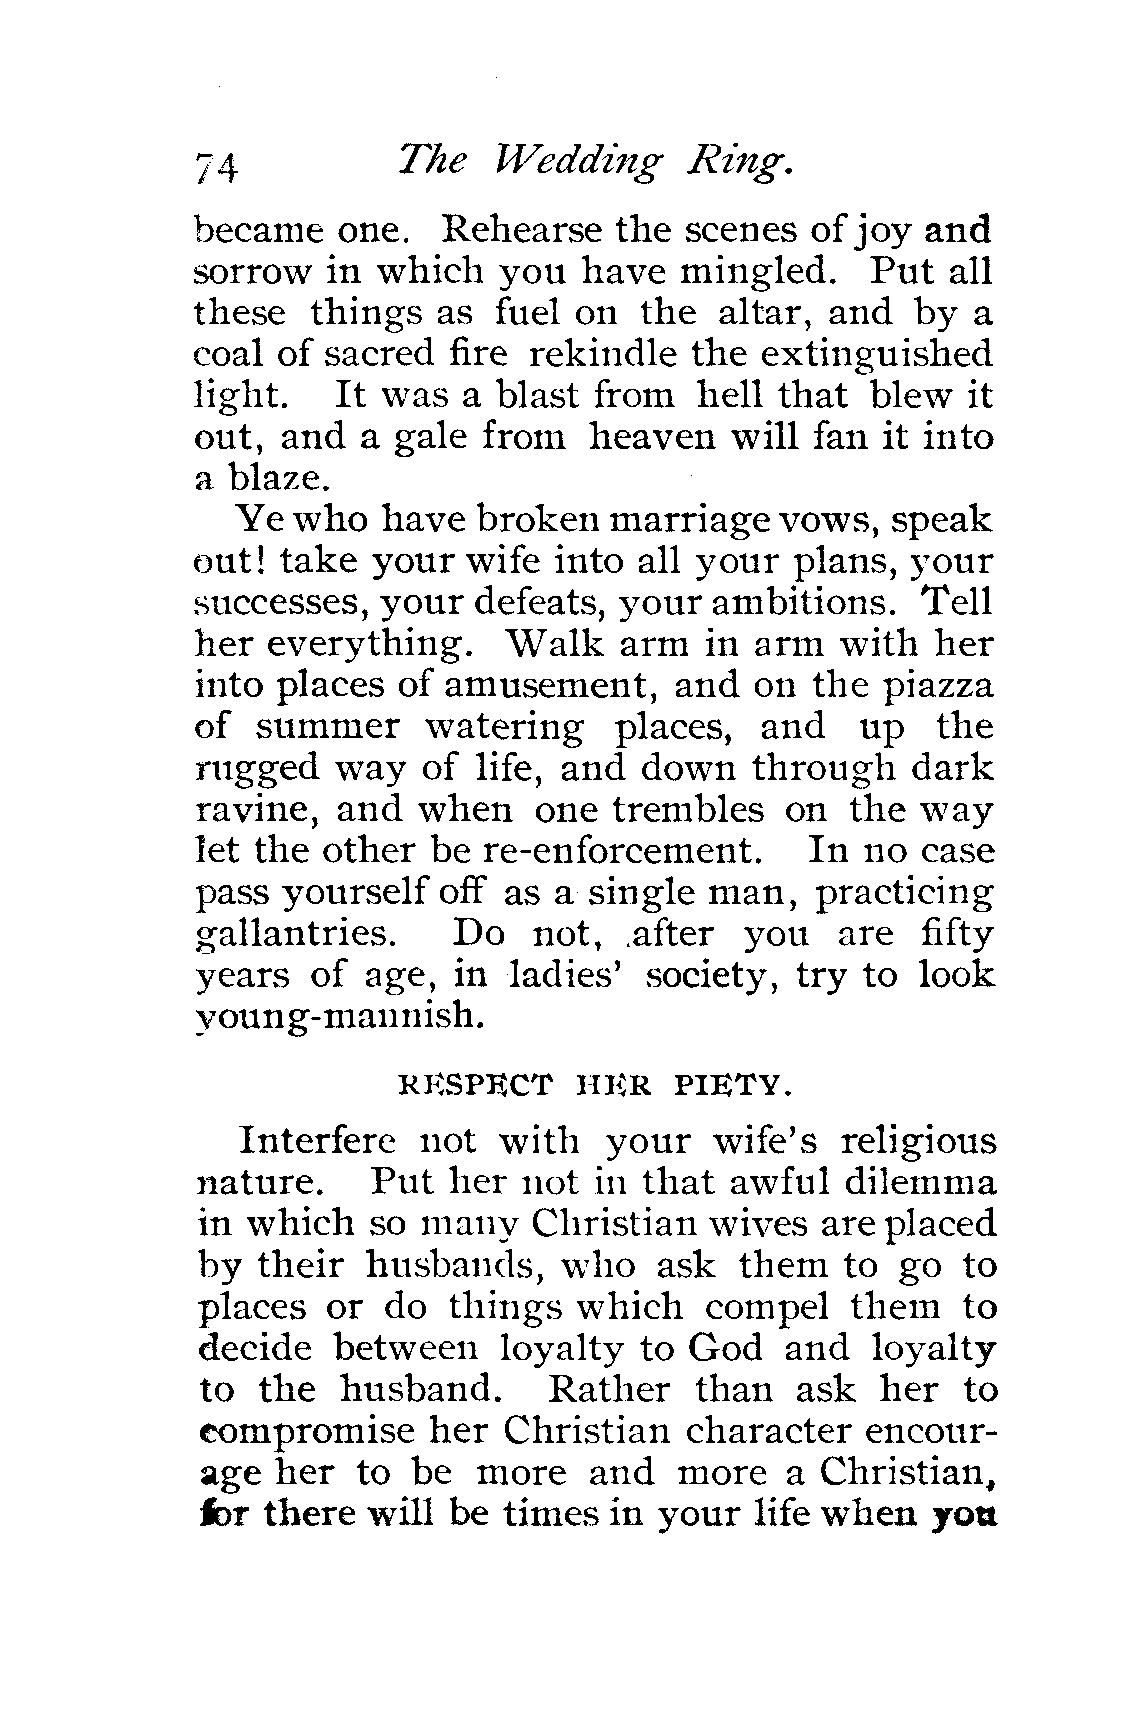 74 The Wedding Ring.
became one. Rehearse the scenes of joy and
sorrow in which you have mingled. Put all
these things as fuel on the altar, and by a
coal of sacred fire rekindle the extinguished
light. It was a blast from hell that blew it
out, and a gale from heaven will fan it into
a blaze.
Ye who have broken marriage vows, speak
out! take your wife into all your plans, your
successes, your defeats, your ambitions. Tell
her everything. Walk arm in arm with her
into places of amusement, and on the piazza
of summer watering places, and up the
rugged way of life, and down through dark
ravine, and when one trembles on the way
let the other be re-enforcement. In no case
pass yourself off as a single man, practicing
gallantries. Do not, after you are fifty
years of age, in ladies' society, try to look
young-mannish.
RESPECT HER PIETY.
Interfere not with your wife's religious
nature. Put her not in that awful dilemma
in which so many Christian wives are placed
by their husbands, who ask them to go to
places or do things which compel them to
decide between loyalty to God and loyalty
to the husband. Rather than ask her to
compromise her Christian character encour-
age her to be more and more a Christian,
for there will be times in your life when you